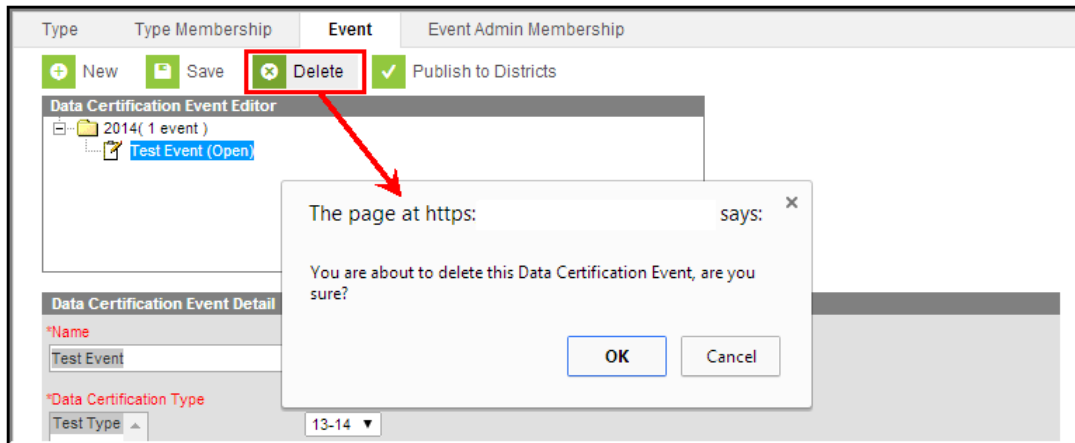 Type Type Membership Event Event Admin Membership
New Save Delete Publish to Districts
Data Certification Event Editor
2014( 1 event )
Test Event (Open)
The page at https: says:
You are about to delete this Data Certification Event, are you
sure?
OK Cancel
Data Certification Event Detail
*Name
Test Event
*Data Certification Type
Test Type 13-14